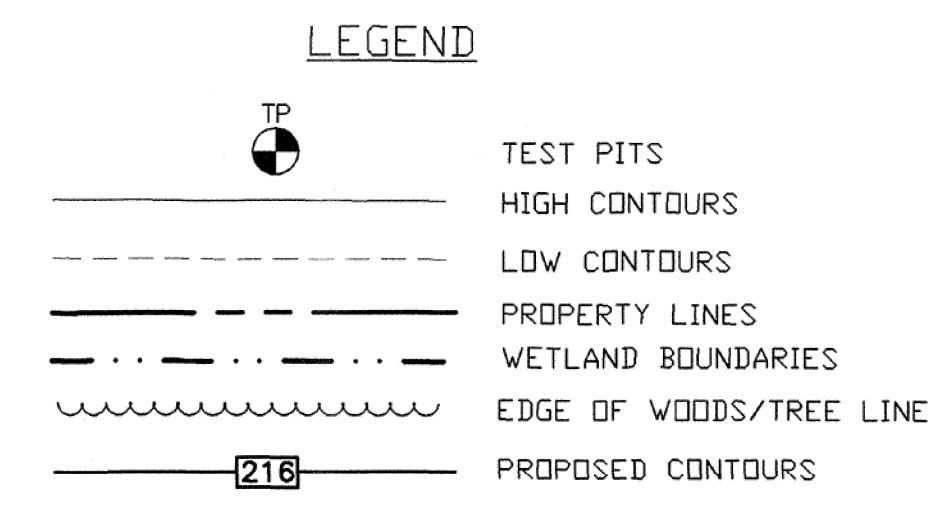 LEGEND
TP
TEST PITS
HIGH CONTOURS
LOW CONTOURS
PROPERTY LINES
WETLAND BOUNDARIES
EDGE OF WOODS/TREE LINE
216 PROPOSED CONTOURS